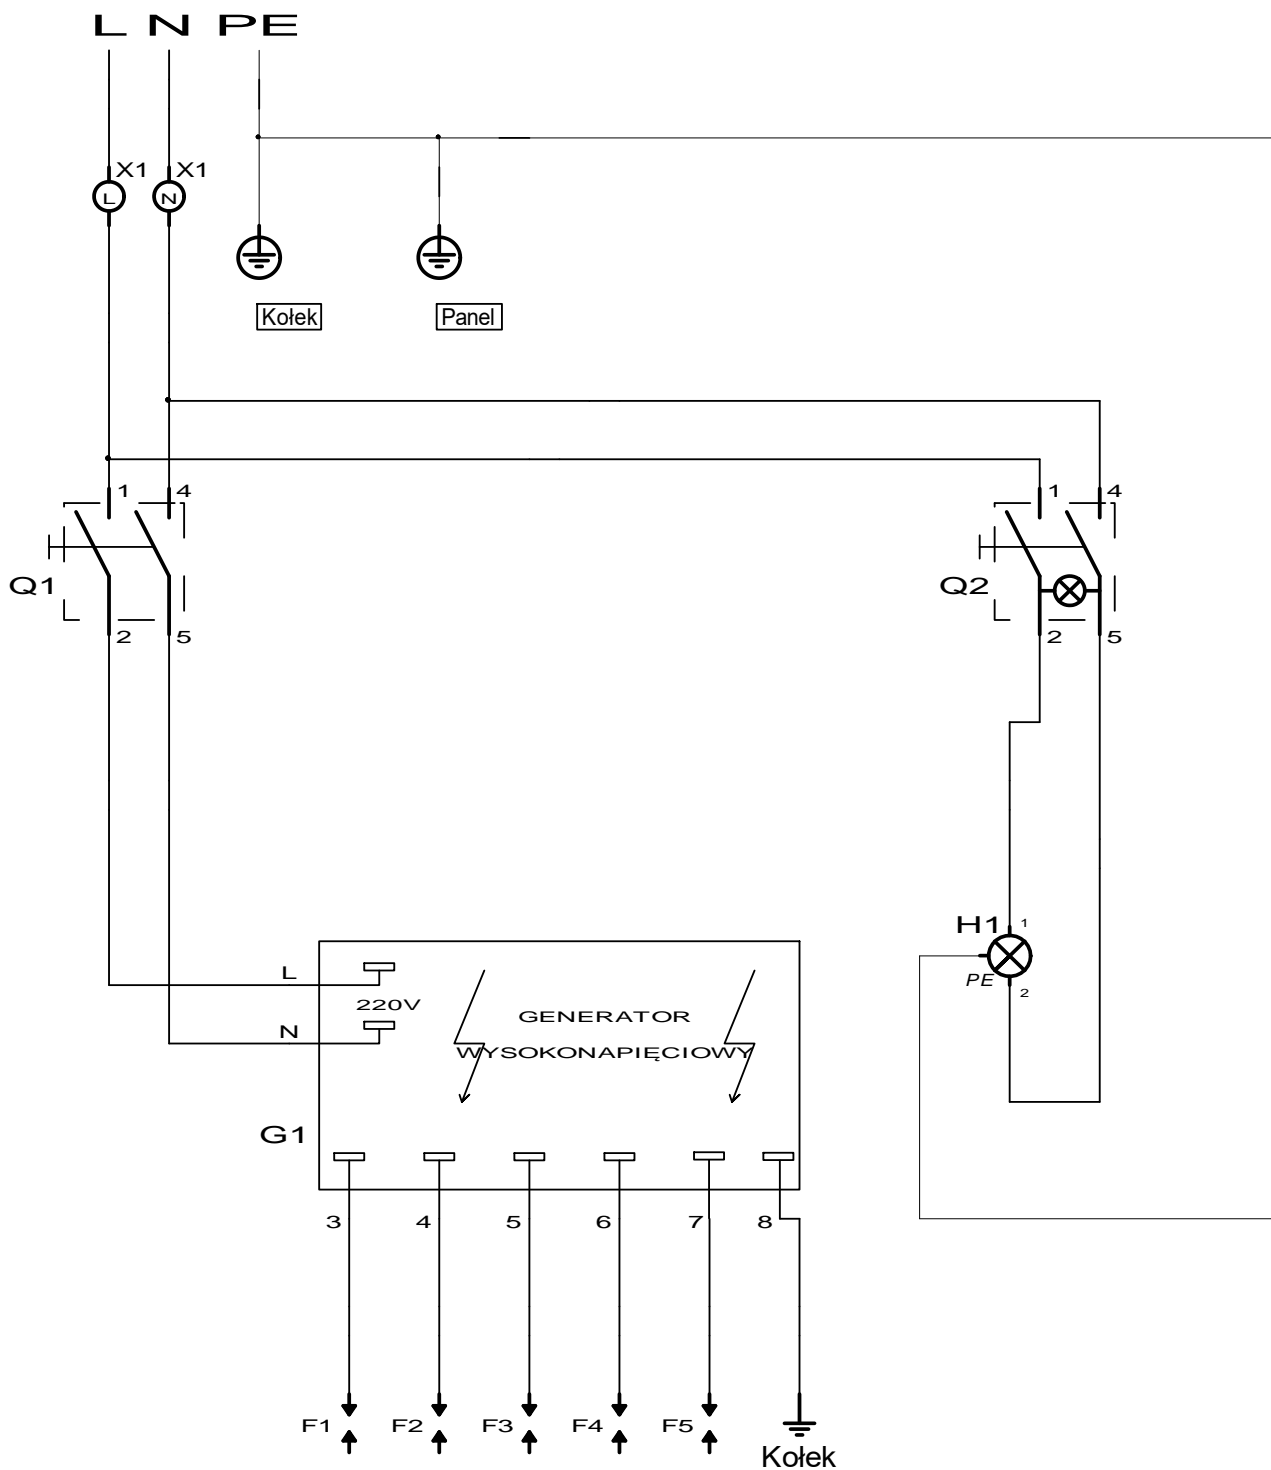 L N PE
X1 X1
L N
Kołek Panel
1 4 1 4
Q1 Q2
2 5 2 5
H1 1
PE 2
L
220V
N
GENERATOR
WYSOKONAPIĘCIOWY
G1
3 4 5 6 7 8
F1 F2 F3 F4 F5
Kołek